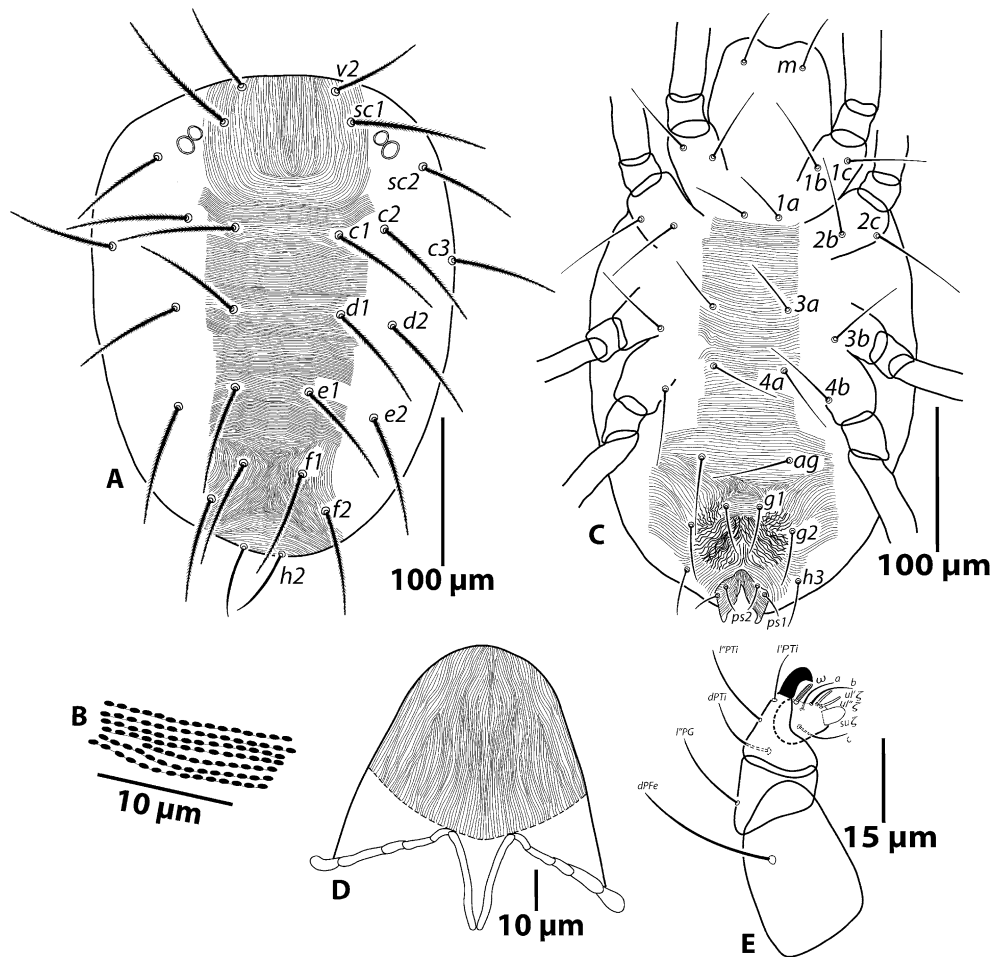 v2
sc1
sc2
c2
c1
c3
d1
d2
e1
e2
f1
f2
h2
A
100 µm
m
1b
1c
1a
2b
2c
3a
3b
4a
4b
ag
g1
g2
h3
ps2
ps1
C
100 µm
B
10 µm
D
10 µm
l''PTi
l'PTi
dPTi
l''PG
dPFe
ω
a
b
ul'ζ
ul''ζ
suζ
c
15 µm
E